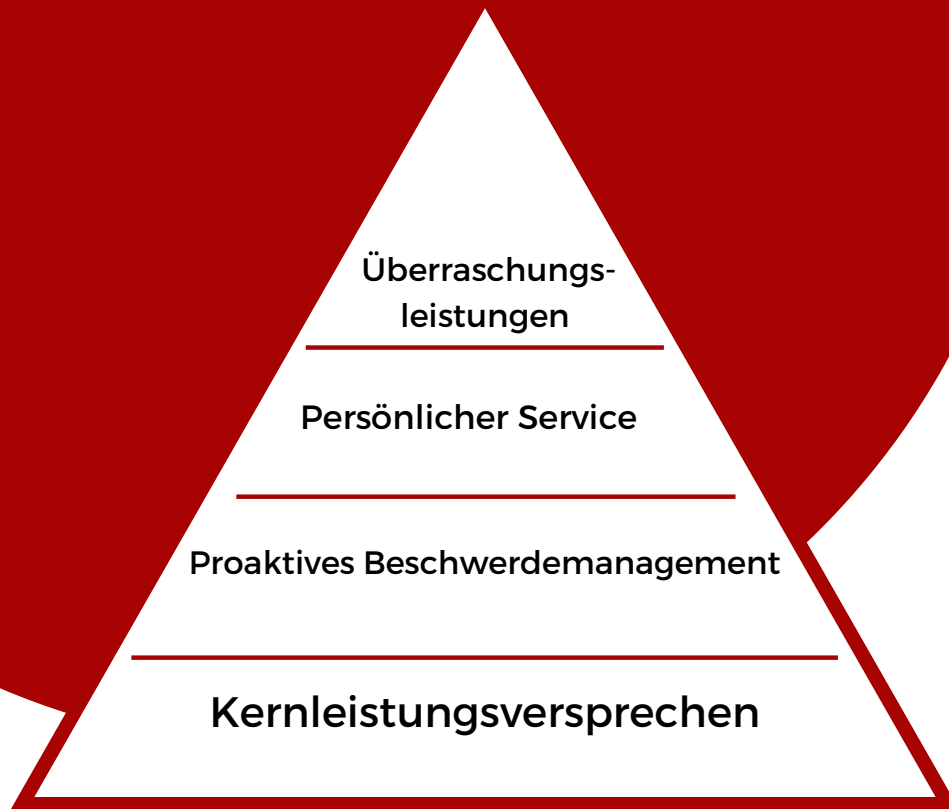 Überraschungs-
leistungen
Persönlicher Service
Proaktives Beschwerdemanagement
Kernleistungsversprechen